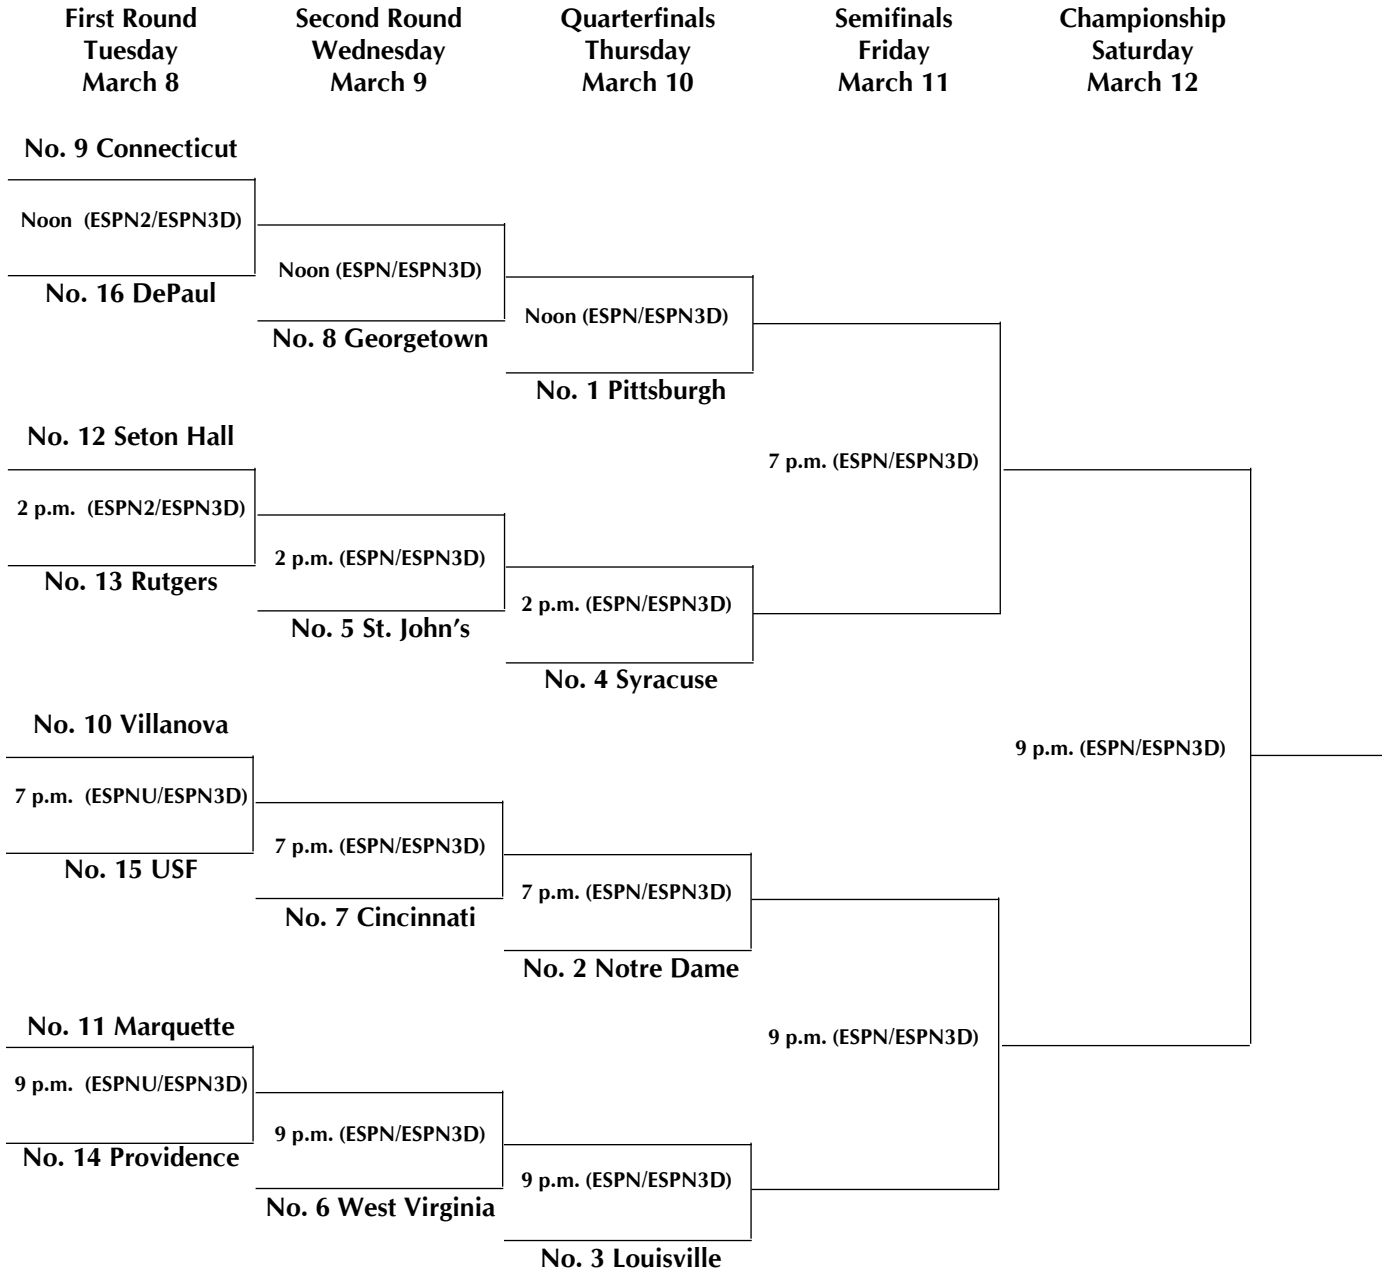 First Round
Tuesday
March 8
Second Round
Wednesday
March 9
Quarterfinals
Thursday
March 10
Semifinals
Friday
March 11
Championship
Saturday
March 12
No. 9 Connecticut
Noon (ESPN2/ESPN3D)
No. 16 DePaul
Noon (ESPN/ESPN3D)
No. 8 Georgetown
Noon (ESPN/ESPN3D)
No. 1 Pittsburgh
No. 12 Seton Hall
2 p.m. (ESPN2/ESPN3D)
No. 13 Rutgers
2 p.m. (ESPN/ESPN3D)
No. 5 St. John’s
2 p.m. (ESPN/ESPN3D)
No. 4 Syracuse
7 p.m. (ESPN/ESPN3D)
No. 10 Villanova
7 p.m. (ESPNU/ESPN3D)
No. 15 USF
7 p.m. (ESPN/ESPN3D)
No. 7 Cincinnati
7 p.m. (ESPN/ESPN3D)
No. 2 Notre Dame
No. 11 Marquette
9 p.m. (ESPNU/ESPN3D)
No. 14 Providence
9 p.m. (ESPN/ESPN3D)
No. 6 West Virginia
9 p.m. (ESPN/ESPN3D)
No. 3 Louisville
9 p.m. (ESPN/ESPN3D)
9 p.m. (ESPN/ESPN3D)